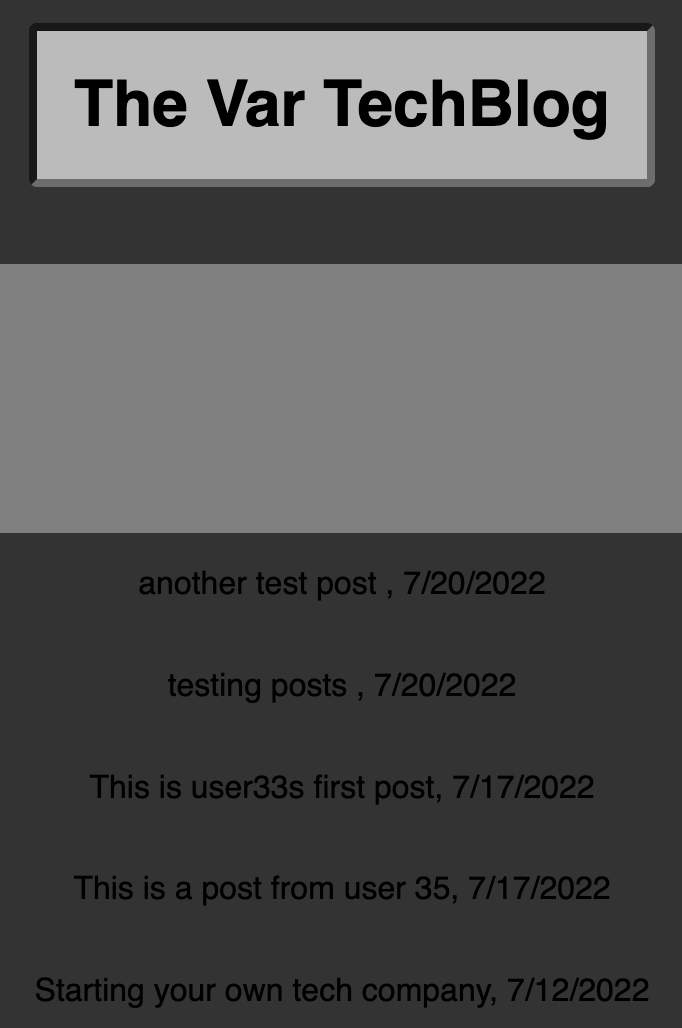 The Var TechBlog
another test post , 7/20/2022
testing posts , 7/20/2022
This is user33s first post, 7/17/2022
This is a post from user 35, 7/17/2022
Starting your own tech company, 7/12/2022